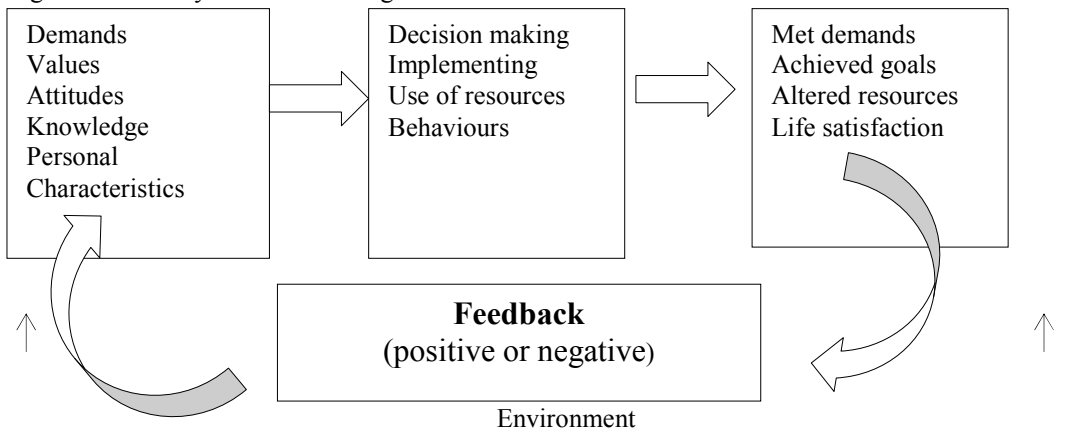 Demands
Values
Attitudes
Knowledge
Personal
Characteristics
Decision making
Implementing
Use of resources
Behaviours
Met demands
Achieved goals
Altered resources
Life satisfaction
Feedback
(positive or negative)
Environment